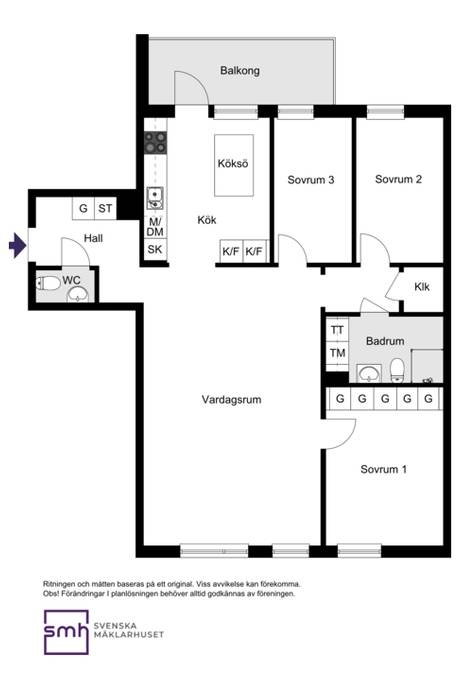 Balkong
Köksö
Sovrum 3
Sovrum 2
G ST
M/
DM
Kök
Hall
SK
K/F K/F
WC
Klk
TT
Badrum
TM
Vardagsrum
G G G G G
Sovrum 1
Ritningen och måtten baseras på ett original. Viss avvikelse kan förekomma.
Obs! Förändringar I planlösningen behöver alltid godkännas av föreningen.
smh
SVENSKA
MÄKLARHUSET